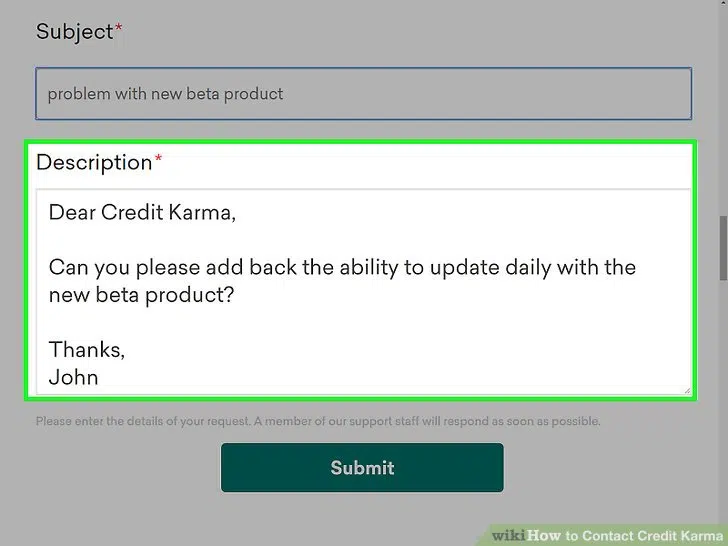 Subject*
problem with new beta product
Description*
Dear Credit Karma,
Can you please add back the ability to update daily with the
new beta product?
Thanks,
John
Please enter the details of your request. A member of our support staff will respond as soon as possible.
Submit
wikiHow to Contact Credit Karma